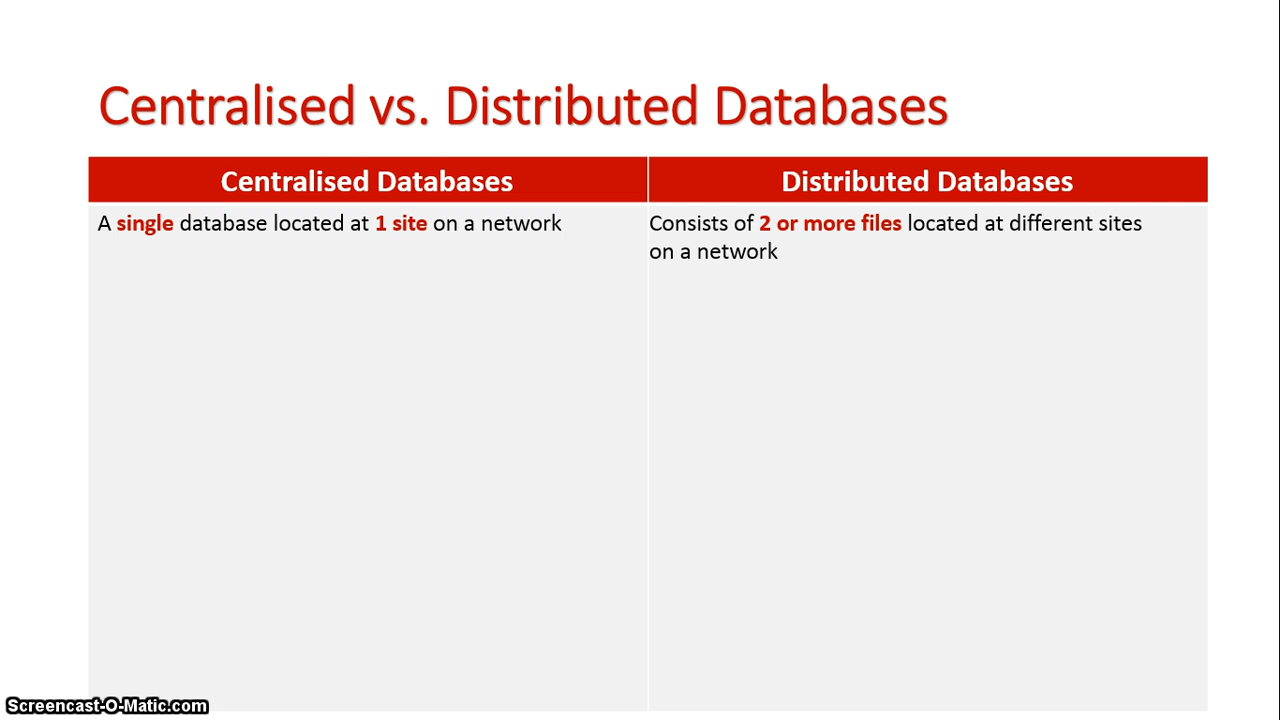 Centralised vs. Distributed Databases
Centralised Databases
Distributed Databases
A single database located at 1 site on a network
Consists of 2 or more files located at different sites
on a network
Screencast-O-Matic.com